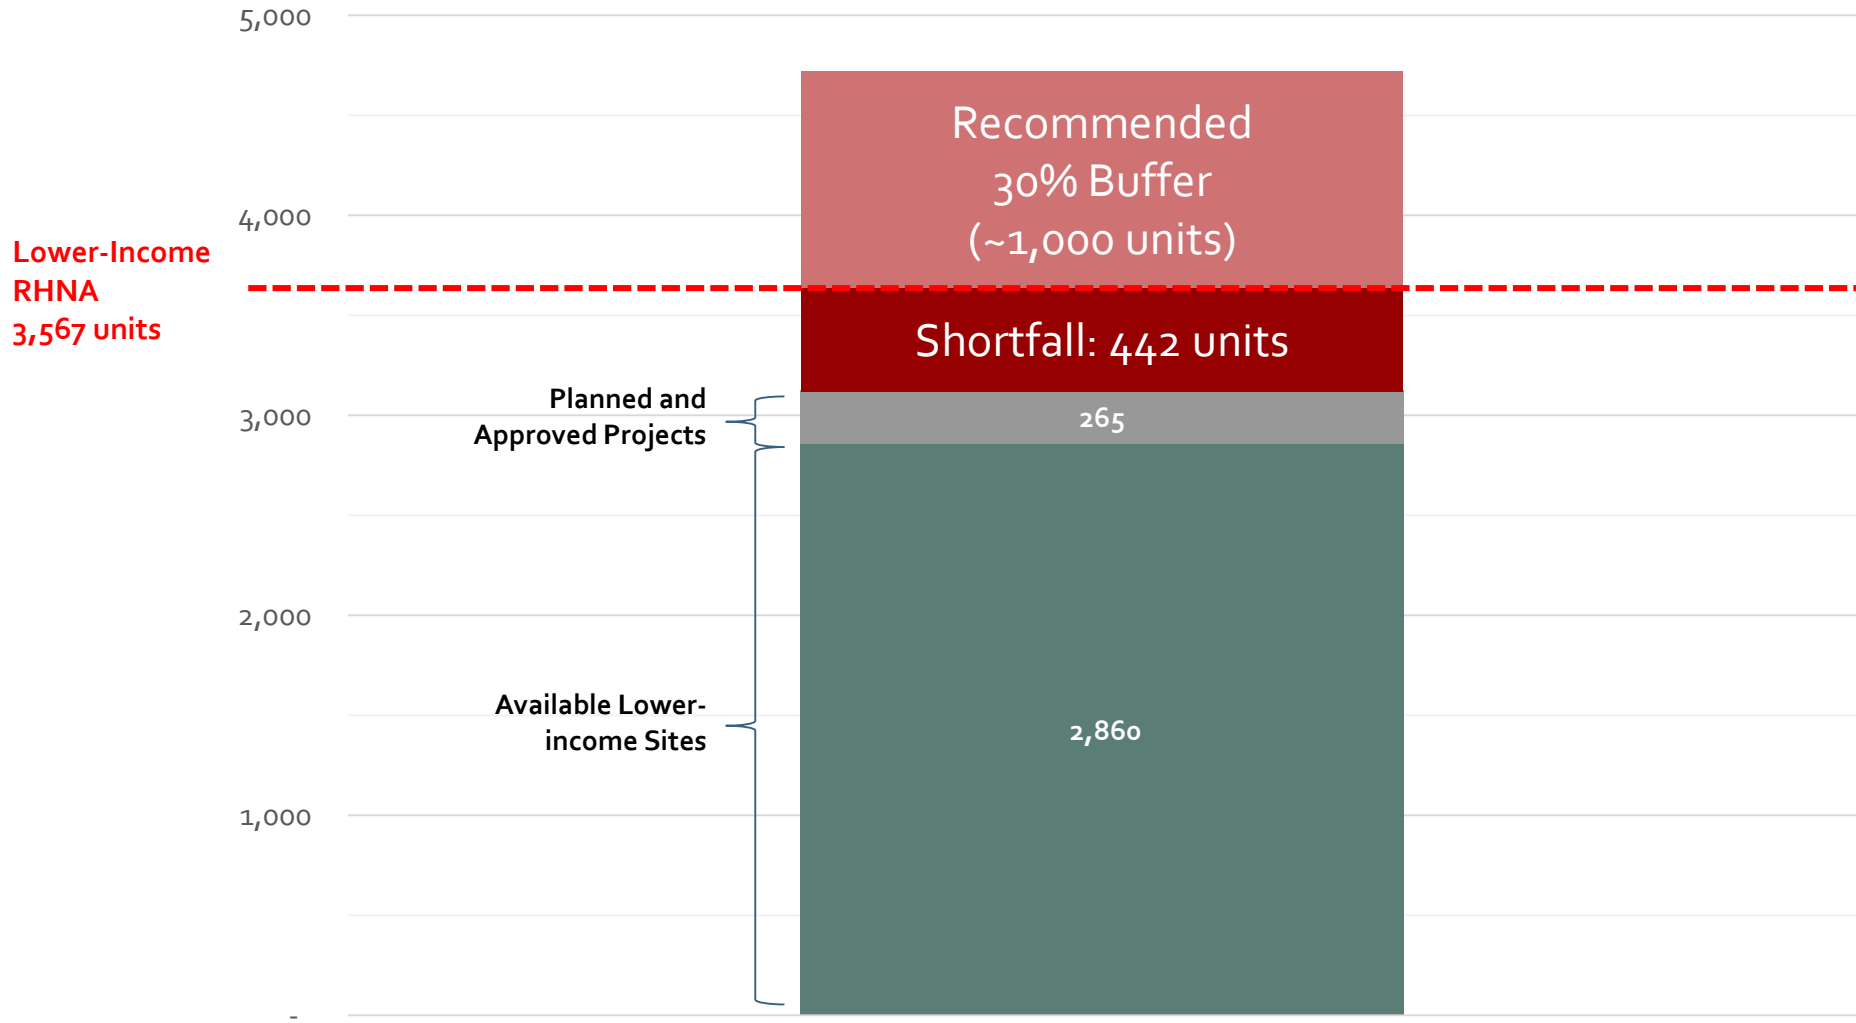 5,000
Recommended
30% Buffer
(~1,000 units)
4,000
Lower-Income
RHNA
3,567 units
Shortfall: 442 units
Planned and
Approved Projects
3,000
265
2,000
Available Lower-
income Sites
2,860
1,000
-